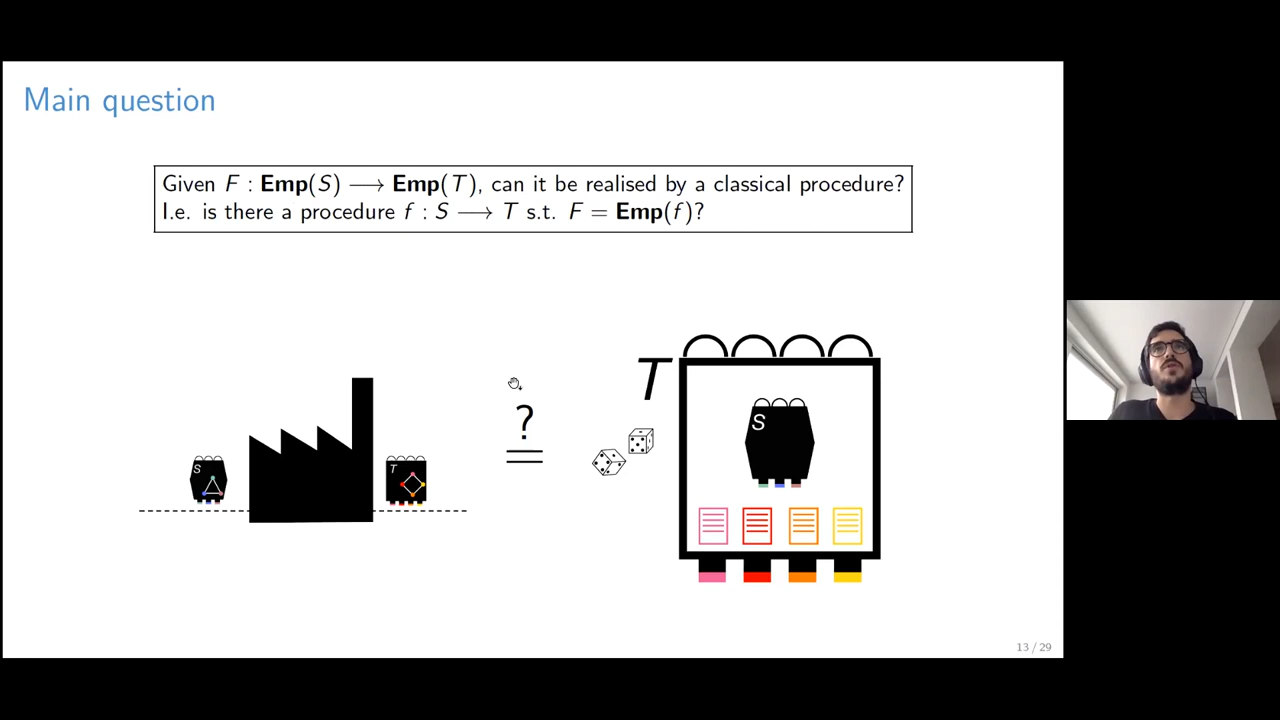 Main question
Given F : Emp(S) ⟶ Emp(T), can it be realised by a classical procedure?
I.e. is there a procedure f : S ⟶ T s.t. F = Emp(f)?
T
S
?
=
S
T
13 / 29